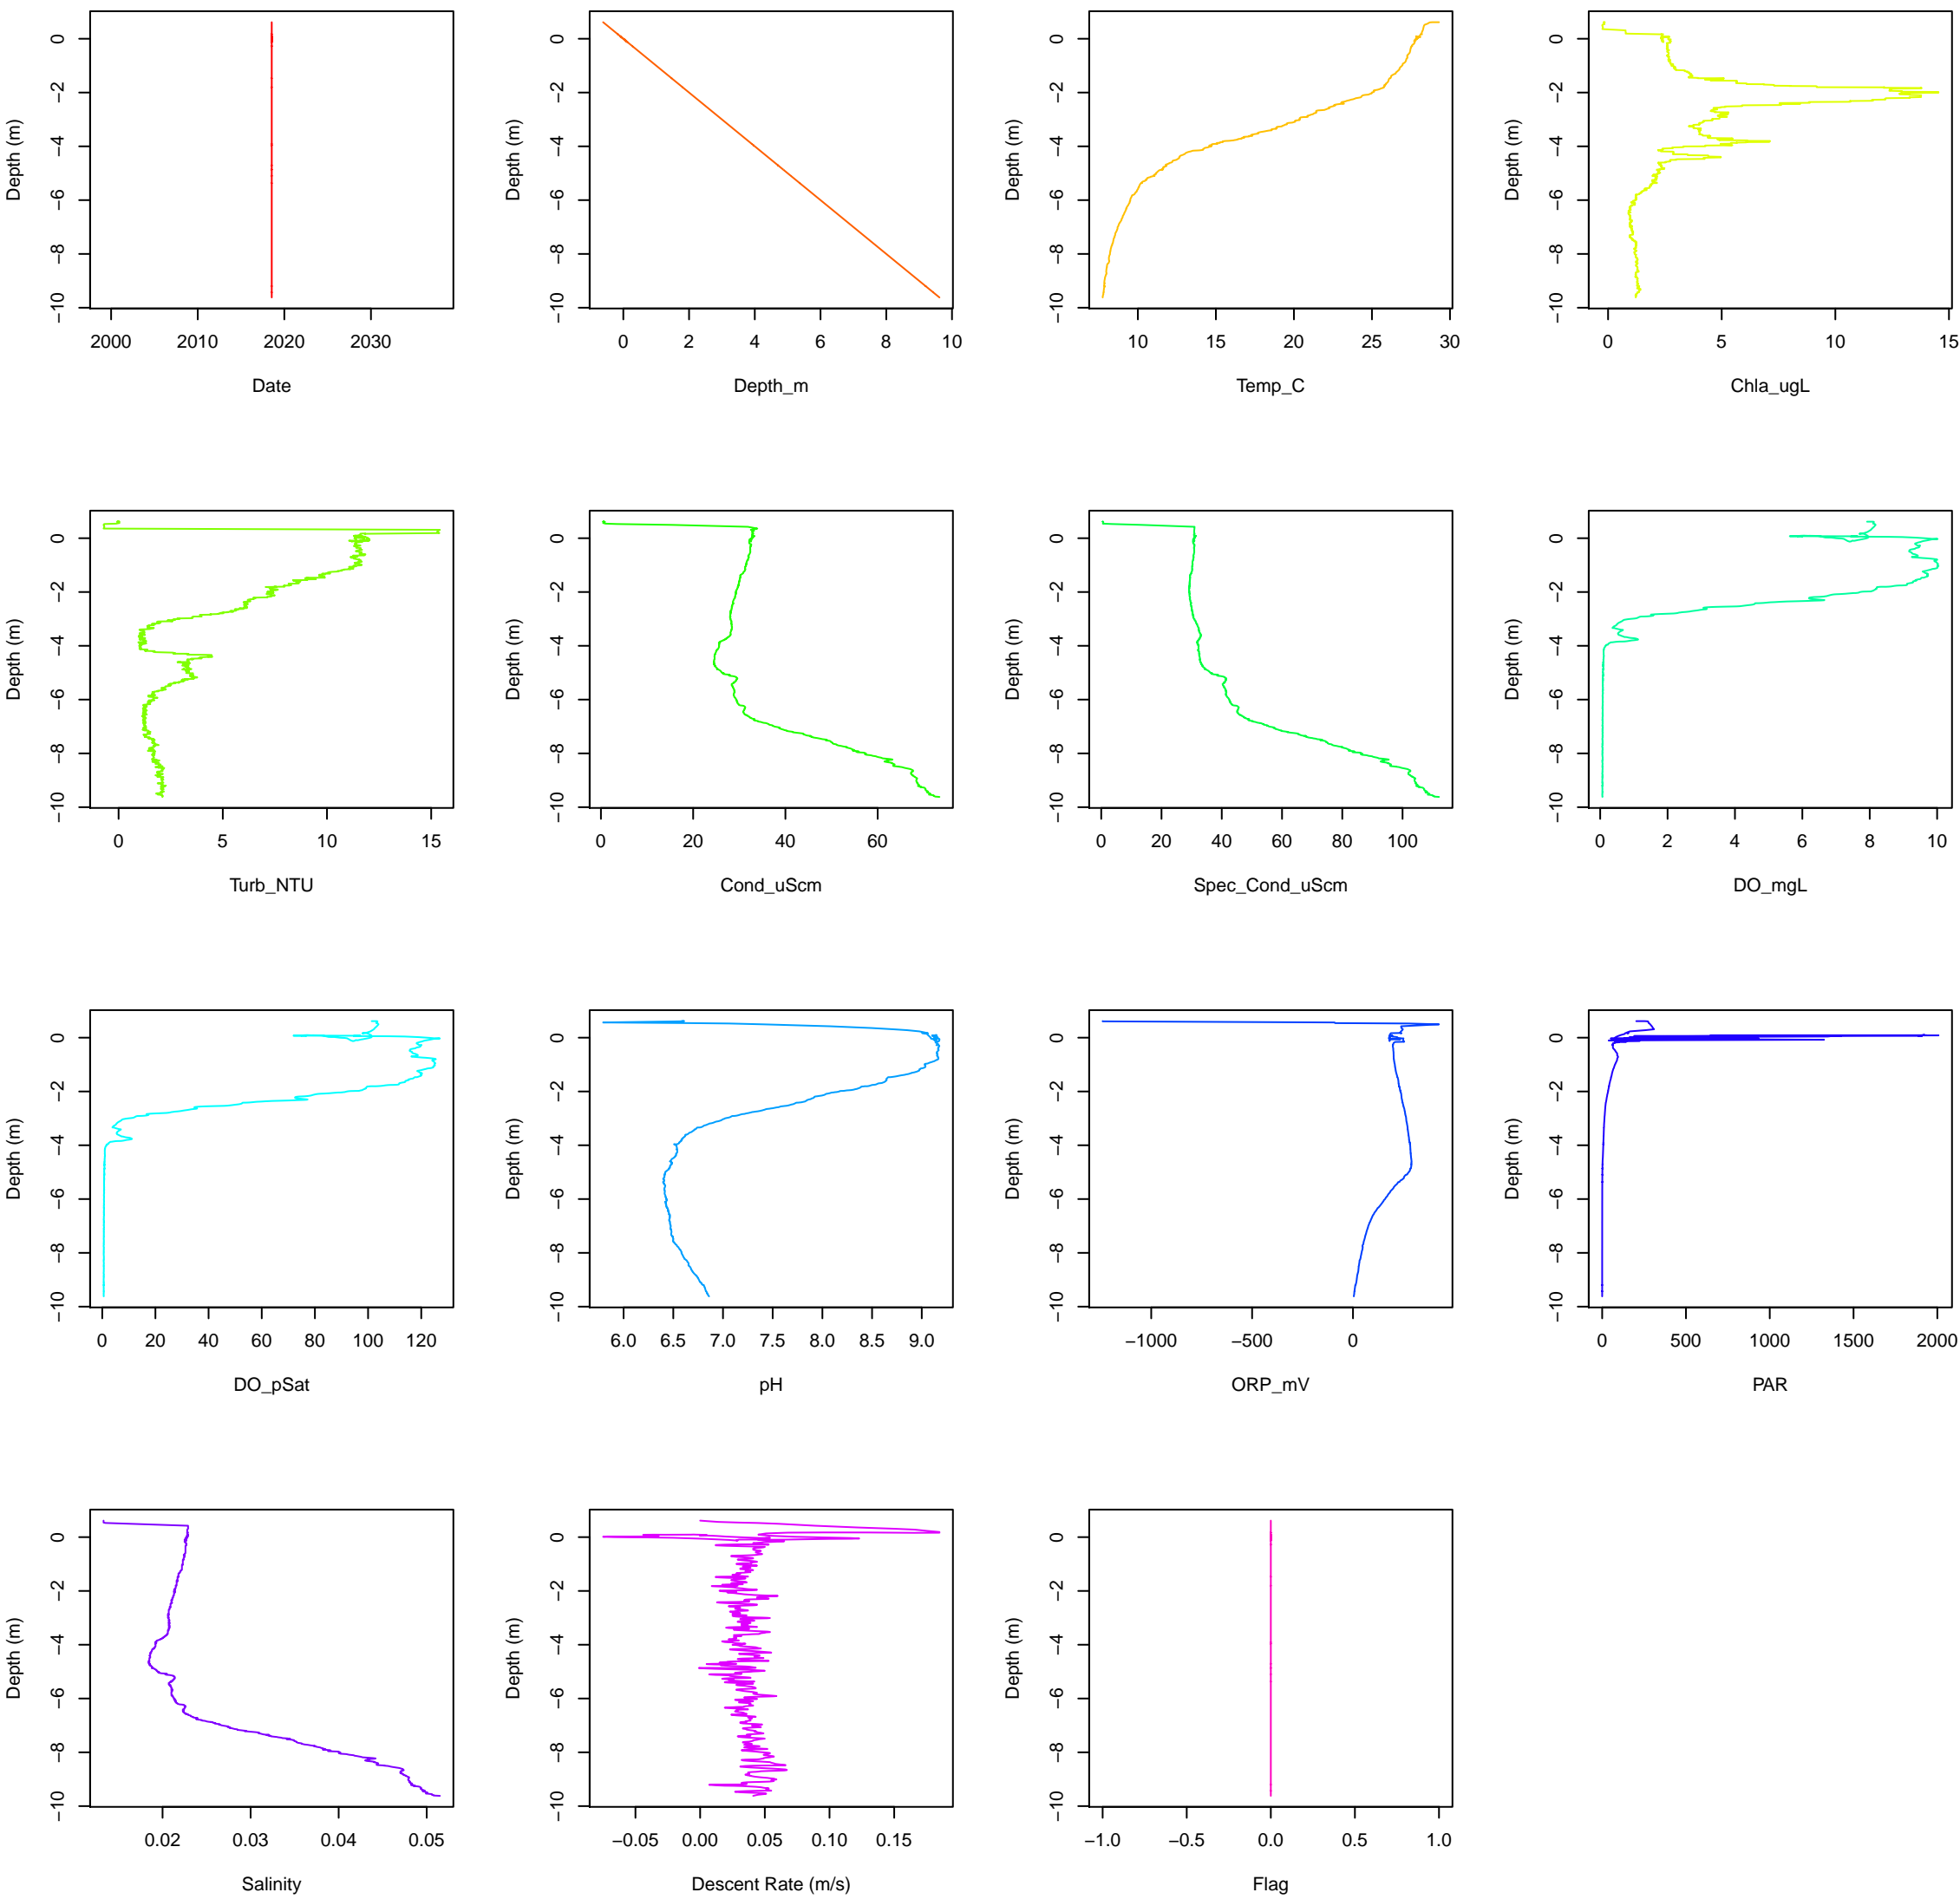 Depth (m)
0
−2
−4
−6
−8
−10
2000 2010 2020 2030
Date
Depth (m)
0
−2
−4
−6
−8
−10
0 2 4 6 8 10
Depth_m
Depth (m)
0
−2
−4
−6
−8
−10
10 15 20 25 30
Temp_C
Depth (m)
0
−2
−4
−6
−8
−10
0 5 10 15
Chla_ugL
Depth (m)
0
−2
−4
−6
−8
−10
0 5 10 15
Turb_NTU
Depth (m)
0
−2
−4
−6
−8
−10
0 20 40 60
Cond_uScm
Depth (m)
0
−2
−4
−6
−8
−10
0 20 40 60 80 100
Spec_Cond_uScm
Depth (m)
0
−2
−4
−6
−8
−10
0 2 4 6 8 10
DO_mgL
Depth (m)
0
−2
−4
−6
−8
−10
0 20 40 60 80 100 120
DO_pSat
Depth (m)
0
−2
−4
−6
−8
−10
6.0 6.5 7.0 7.5 8.0 8.5 9.0
pH
Depth (m)
0
−2
−4
−6
−8
−10
−1000 −500 0
ORP_mV
Depth (m)
0
−2
−4
−6
−8
−10
0 500 1000 1500 2000
PAR
Depth (m)
0
−2
−4
−6
−8
−10
0.02 0.03 0.04 0.05
Salinity
Depth (m)
0
−2
−4
−6
−8
−10
−0.05 0.00 0.05 0.10 0.15
Descent Rate (m/s)
Depth (m)
0
−2
−4
−6
−8
−10
−1.0 −0.5 0.0 0.5 1.0
Flag